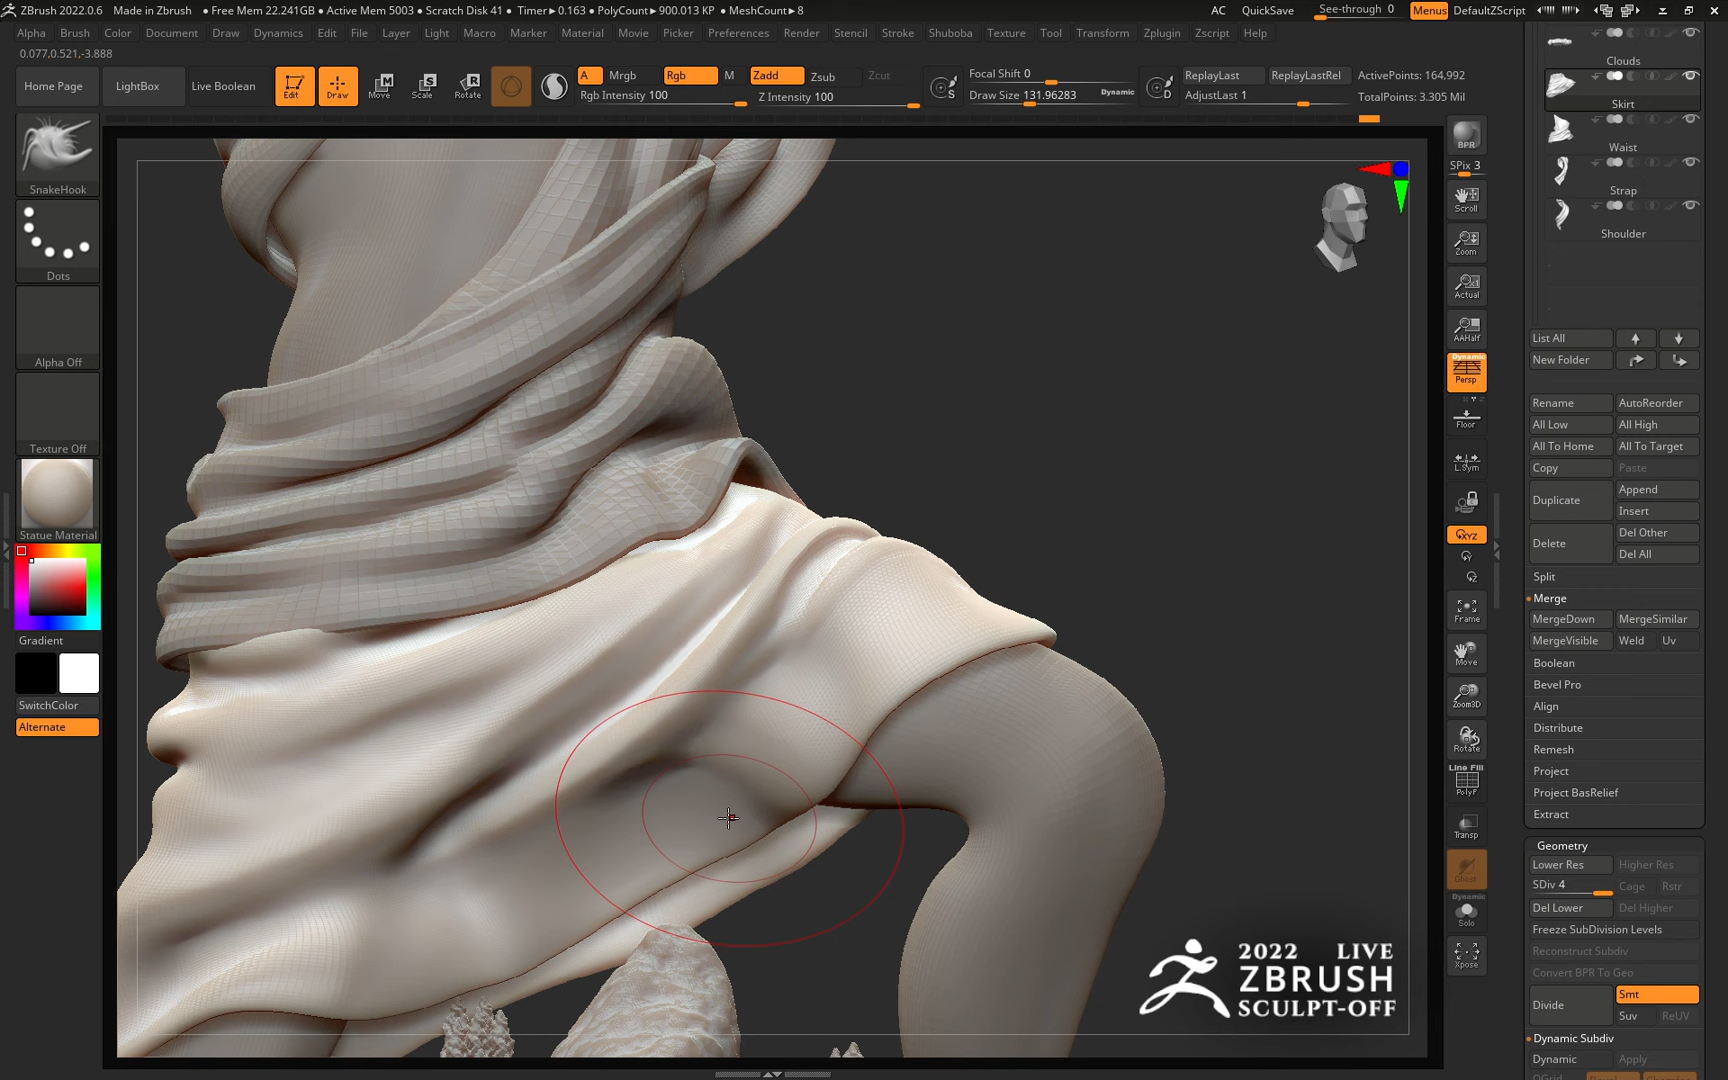 ZBrush 2022.0.6 Made in Zbrush • Free Mem 22.241GB • Active Mem 5003 • Scratch Disk 41 • Timer▸0.163 • PolyCount▸900.013 KP • MeshCount▸8
AC QuickSave See-through 0 Menus DefaultZScript
Alpha Brush Color Document Draw Dynamics Edit File Layer Light Macro Marker Material Movie Picker Preferences Render Stencil Stroke Shuboba Texture Tool Transform Zplugin Zscript Help
0.077,0.521,-3.888
Home Page LightBox Live Boolean Edit Draw Move Scale Rotate
A Mrgb Rgb M Zadd Zsub Zcut
Rgb Intensity 100 Z Intensity 100
Focal Shift 0
Draw Size 131.96283 Dynamic
ReplayLast ReplayLastRel ActivePoints: 164,992
AdjustLast 1 TotalPoints: 3.305 Mil
SnakeHook
Dots
Alpha Off
Texture Off
Statue Material
Gradient
SwitchColor
Alternate
BPR
SPix 3
Scroll
Zoom
Actual
AAHalf
Dynamic
Persp
Floor
L.Sym
XYZ
Frame
Move
Zoom3D
Rotate
Line Fill
PolyF
Transp
Ghost
Dynamic
Solo
Xpose
Clouds
Skirt
Waist
Strap
Shoulder
List All
New Folder
Rename AutoReorder
All Low All High
All To Home All To Target
Copy Paste
Duplicate Append
Insert
Delete Del Other
Del All
Split
Merge
MergeDown MergeSimilar
MergeVisible Weld Uv
Boolean
Bevel Pro
Align
Distribute
Remesh
Project
Project BasRelief
Extract
Geometry
Lower Res Higher Res
SDiv 4 Cage Rstr
Del Lower Del Higher
Freeze SubDivision Levels
Reconstruct Subdiv
Convert BPR To Geo
Divide Smt
Suv ReUV
Dynamic Subdiv
Dynamic Apply
2022 LIVE
ZBRUSH
SCULPT-OFF